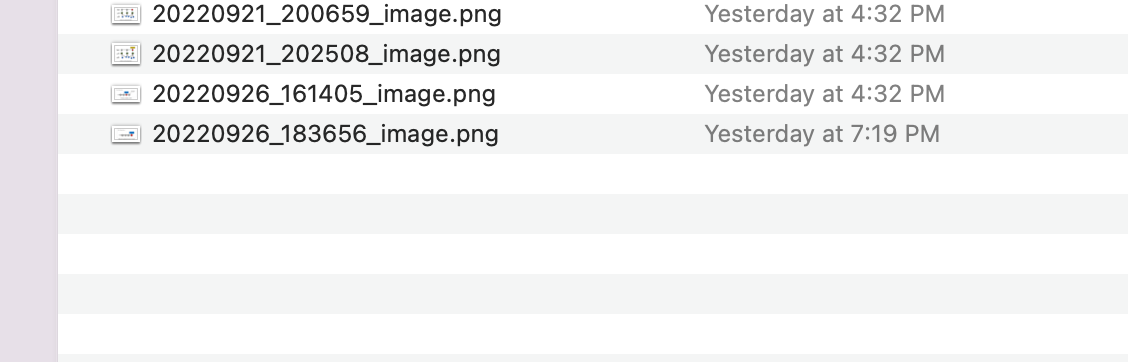 20220921_200659_image.png Yesterday at 4:32 PM
20220921_202508_image.png Yesterday at 4:32 PM
20220926_161405_image.png Yesterday at 4:32 PM
20220926_183656_image.png Yesterday at 7:19 PM